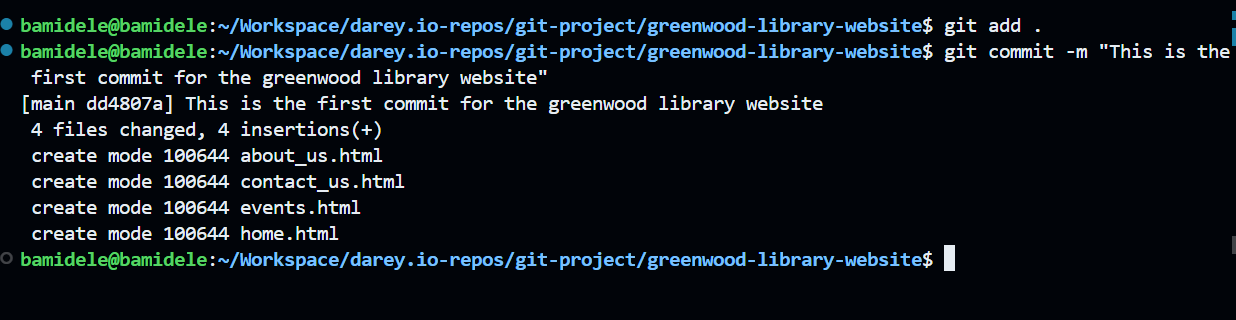 bamidele@bamidele:~/Workspace/darey.io-repos/git-project/greenwood-library-website$ git add .
bamidele@bamidele:~/Workspace/darey.io-repos/git-project/greenwood-library-website$ git commit -m "This is the
first commit for the greenwood library website"
[main dd4807a] This is the first commit for the greenwood library website
4 files changed, 4 insertions(+)
create mode 100644 about_us.html
create mode 100644 contact_us.html
create mode 100644 events.html
create mode 100644 home.html
bamidele@bamidele:~/Workspace/darey.io-repos/git-project/greenwood-library-website$